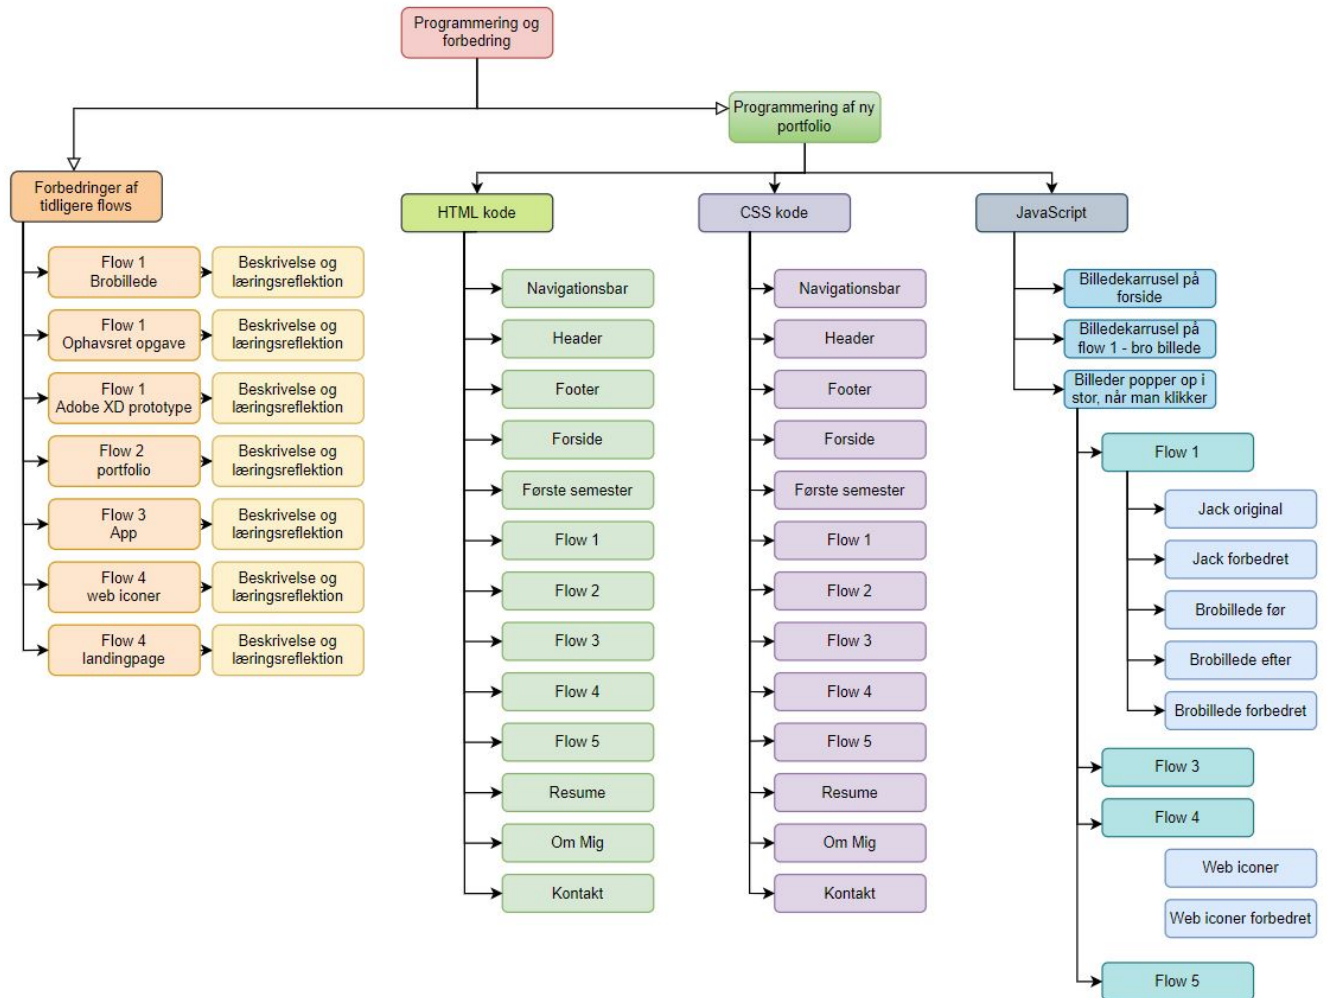 Programmering og
forbedring
Programmering af ny
portfolio
Forbedringer af
tidligere flows
Flow 1
Brobillede
Beskrivelse og
læringsreflektion
Flow 1
Ophavsret opgave
Beskrivelse og
læringsreflektion
Flow 1
Adobe XD prototype
Beskrivelse og
læringsreflektion
Flow 2
portfolio
Beskrivelse og
læringsreflektion
Flow 3
App
Beskrivelse og
læringsreflektion
Flow 4
web iconer
Beskrivelse og
læringsreflektion
Flow 4
landingpage
Beskrivelse og
læringsreflektion
HTML kode
Navigationsbar
Header
Footer
Forside
Første semester
Flow 1
Flow 2
Flow 3
Flow 4
Flow 5
Resume
Om Mig
Kontakt
CSS kode
Navigationsbar
Header
Footer
Forside
Første semester
Flow 1
Flow 2
Flow 3
Flow 4
Flow 5
Resume
Om Mig
Kontakt
JavaScript
Billedekarrusel på
forside
Billedekarrusel på
flow 1 - bro billede
Billeder popper op i
stor, når man klikker
Flow 1
Jack original
Jack forbedret
Brobillede før
Brobillede efter
Brobillede forbedret
Flow 3
Flow 4
Web iconer
Web iconer forbedret
Flow 5